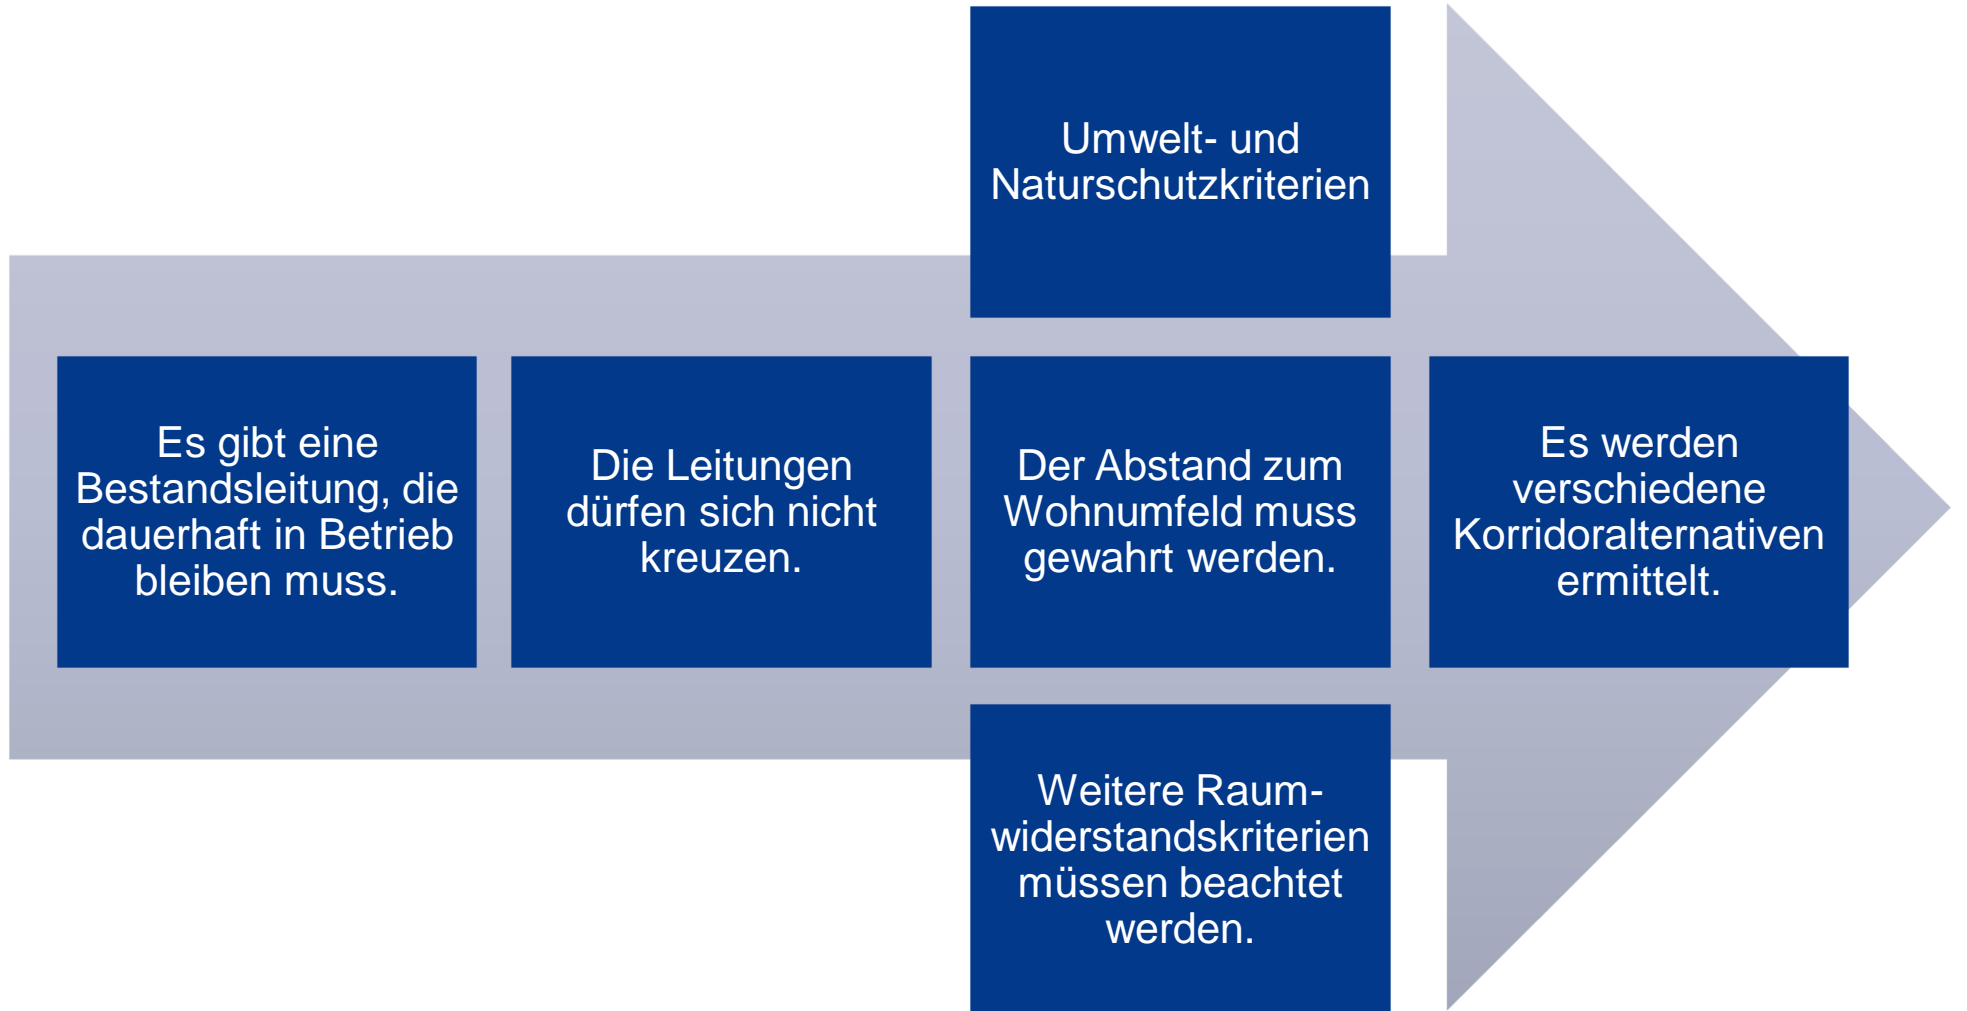 Umwelt- und
Naturschutzkriterien
Es gibt eine
Bestandsleitung, die
dauerhaft in Betrieb
bleiben muss.
Die Leitungen
dürfen sich nicht
kreuzen.
Der Abstand zum
Wohnumfeld muss
gewahrt werden.
Es werden
verschiedene
Korridoralternativen
ermittelt.
Weitere Raum-
widerstandskriterien
müssen beachtet
werden.